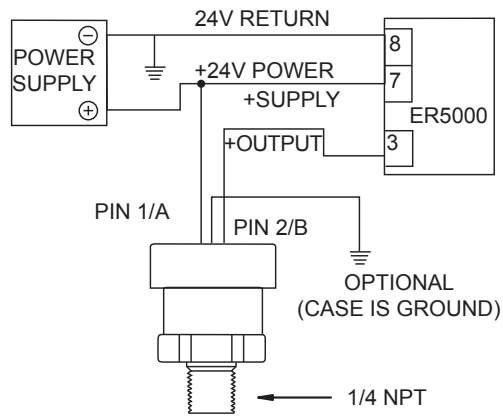 24V RETURN
POWER
SUPPLY
−
+
8
7
3
ER5000
+24V POWER
+SUPPLY
+OUTPUT
PIN 1/A
PIN 2/B
OPTIONAL
(CASE IS GROUND)
1/4 NPT